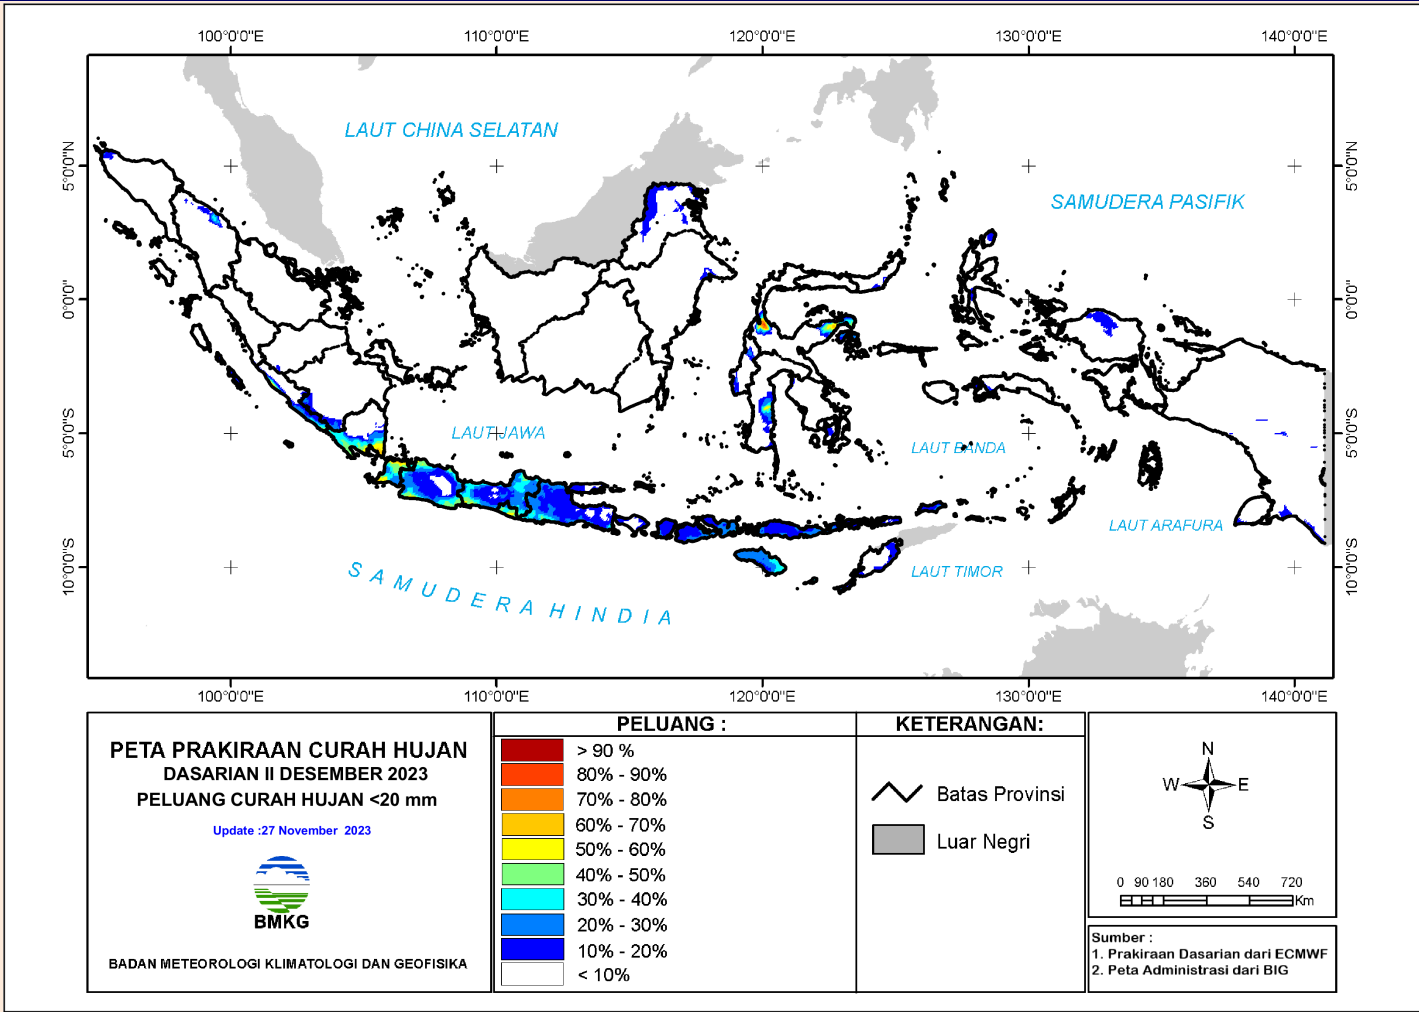 100°0'0"E 110°0'0"E 120°0'0"E 130°0'0"E 140°0'0"E
5°0'0"N
0°0'0"
5°0'0"S
10°0'0"S
LAUT CHINA SELATAN
SAMUDERA PASIFIK
LAUT JAWA
LAUT BANDA
LAUT ARAFURA
LAUT TIMOR
SAMUDERA HINDIA
5°0'0"N
0°0'0"
5°0'0"S
10°0'0"S
100°0'0"E 110°0'0"E 120°0'0"E 130°0'0"E 140°0'0"E
PETA PRAKIRAAN CURAH HUJAN
DASARIAN II DESEMBER 2023
PELUANG CURAH HUJAN <20 mm
Update :27 November 2023
BMKG
BADAN METEOROLOGI KLIMATOLOGI DAN GEOFISIKA
PELUANG :
> 90 %
80% - 90%
70% - 80%
60% - 70%
50% - 60%
40% - 50%
30% - 40%
20% - 30%
10% - 20%
< 10%
KETERANGAN:
Batas Provinsi
Luar Negri
N
W E
S
0 90 180 360 540 720
Km
Sumber :
1. Prakiraan Dasarian dari ECMWF
2. Peta Administrasi dari BIG